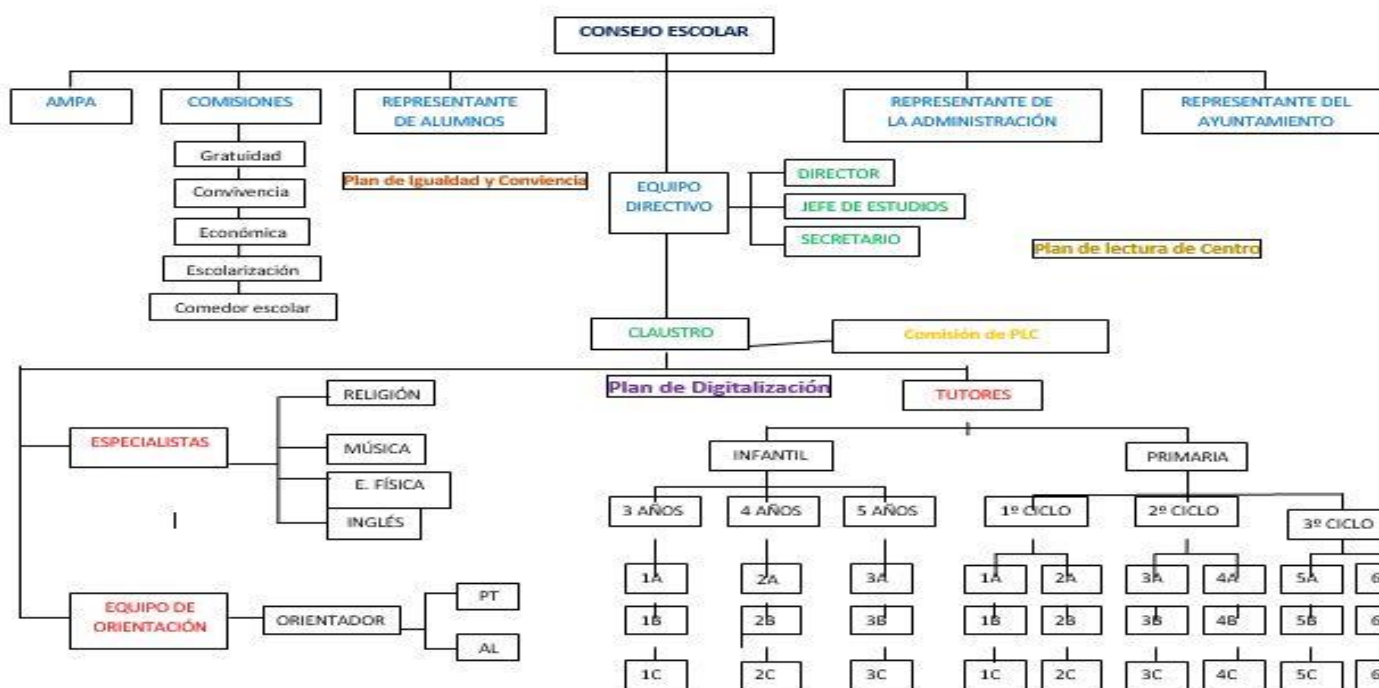 CONSEJO ESCOLAR
AMPA
COMISIONES
REPRESENTANTE
DE ALUMNOS
REPRESENTANTE DE
LA ADMINISTRACIÓN
REPRESENTANTE DEL
AYUNTAMIENTO
Gratuidad
Convivencia
Económica
Escolarización
Comedor escolar
Plan de Igualdad y Conviencia
EQUIPO
DIRECTIVO
DIRECTOR
JEFE DE ESTUDIOS
SECRETARIO
Plan de lectura de Centro
CLAUSTRO
Comisión de PLC
Plan de Digitalización
TUTORES
ESPECIALISTAS
RELIGIÓN
MÚSICA
E. FÍSICA
INGLÉS
EQUIPO DE
ORIENTACIÓN
ORIENTADOR
PT
AL
INFANTIL
PRIMARIA
3 AÑOS
4 AÑOS
5 AÑOS
1º CICLO
2º CICLO
3º CICLO
1A 2A 3A 1A 2A 3A 4A 5A 6
1B 2B 3B 1B 2B 3B 4B 5B 6
1C 2C 3C 1C 2C 3C 4C 5C 6